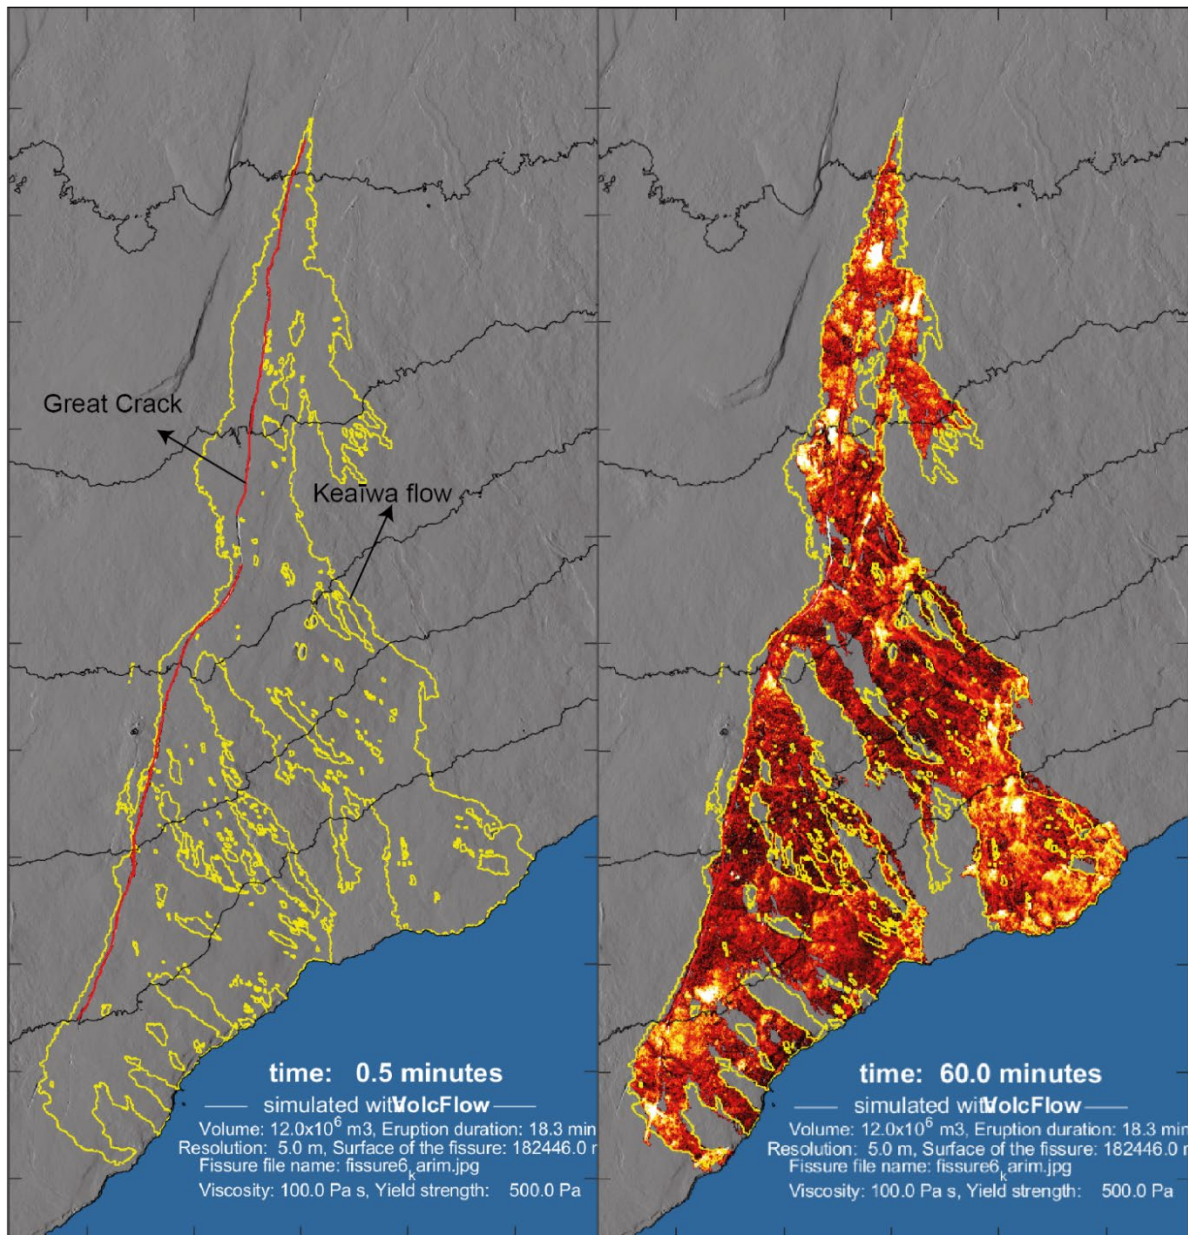 Great Crack
Keaīwa flow
time: 0.5 minutes
simulated with VolcFlow
Volume: 12.0x10⁶ m3, Eruption duration: 18.3 min
Resolution: 5.0 m, Surface of the fissure: 182446.0 m
Fissure file name: fissure6ₖarim.jpg
Viscosity: 100.0 Pa s, Yield strength: 500.0 Pa
time: 60.0 minutes
simulated with VolcFlow
Volume: 12.0x10⁶ m3, Eruption duration: 18.3 min
Resolution: 5.0 m, Surface of the fissure: 182446.0 m
Fissure file name: fissure6ₖarim.jpg
Viscosity: 100.0 Pa s, Yield strength: 500.0 Pa